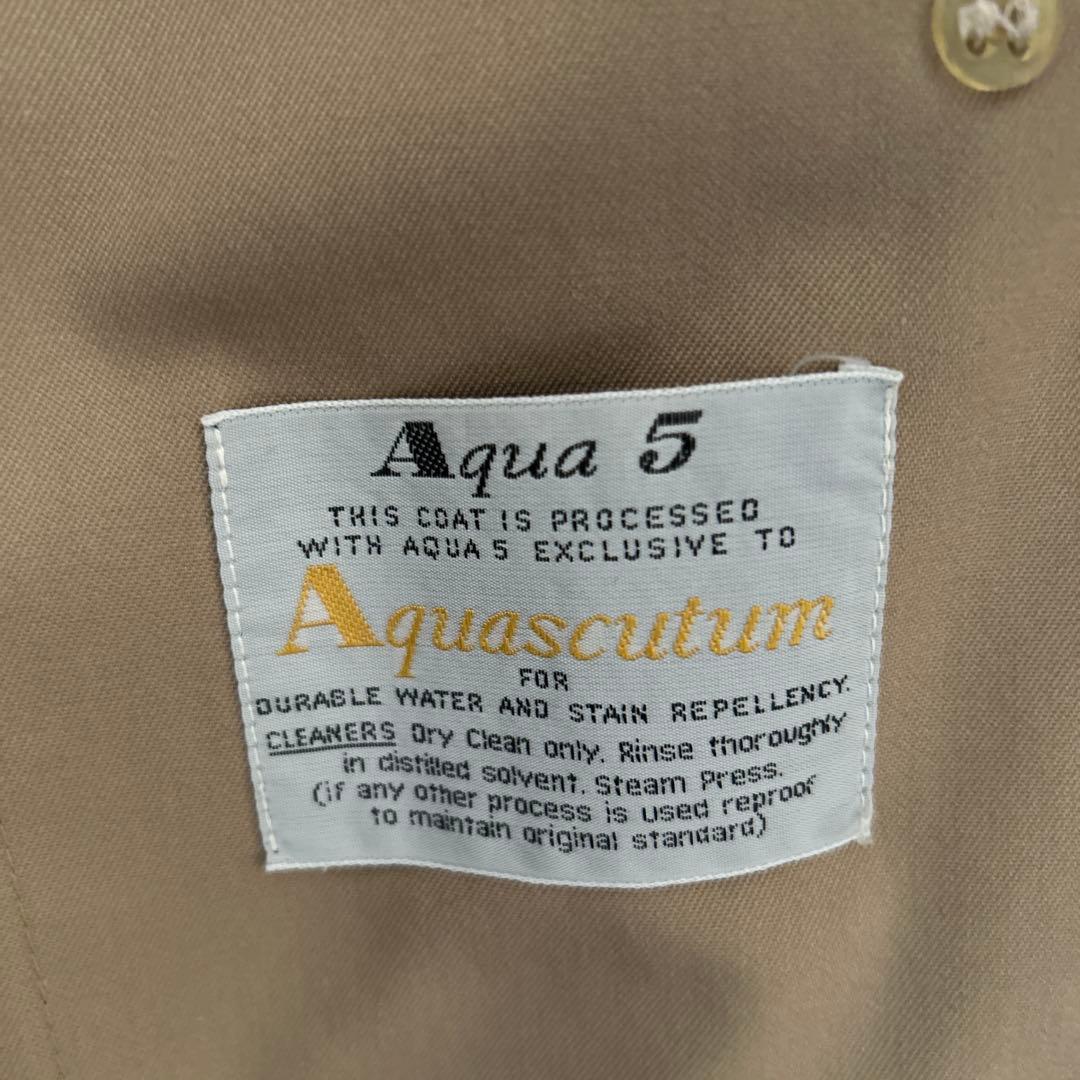 Aqua 5
THIS COAT IS PROCESSED
WITH AQUA 5 EXCLUSIVE TO
Aquascutum
FOR
DURABLE WATER AND STAIN REPELLENCY.
CLEANERS Dry Clean only. Rinse thoroughly
in distilled solvent. Steam Press.
(if any other process is used reproof
to maintain original standard)